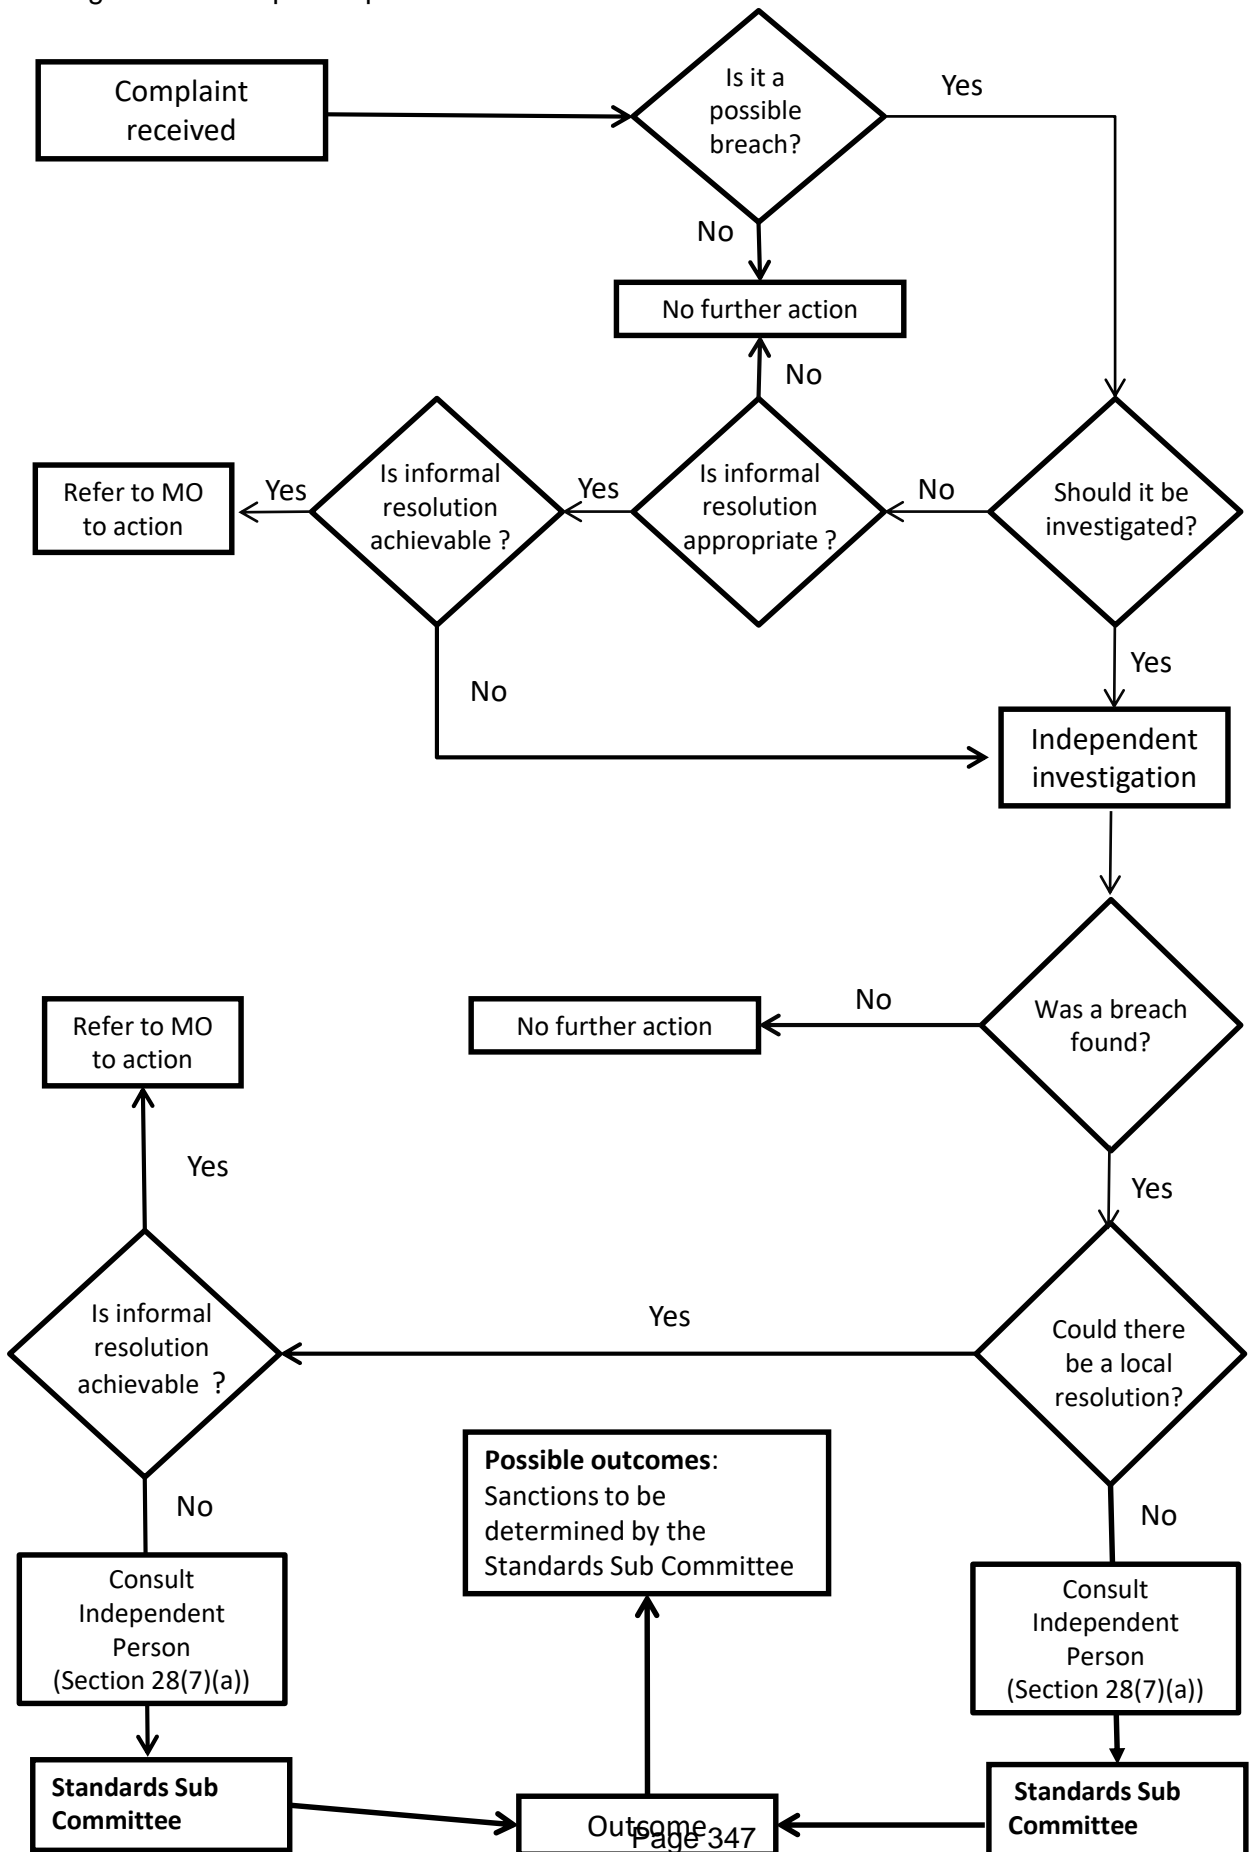 Complaint
received
Is it a
possible
breach?
Yes
No
No further action
No
Refer to MO
to action
Yes
Is informal
resolution
achievable ?
Yes
Is informal
resolution
appropriate ?
No
Should it be
investigated?
Yes
No
Independent
investigation
Was a breach
found?
No
No further action
Refer to MO
to action
Yes
Yes
Is informal
resolution
achievable ?
Yes
Could there
be a local
resolution?
Possible outcomes:
Sanctions to be
determined by the
Standards Sub Committee
No
No
Consult
Independent
Person
(Section 28(7)(a))
Consult
Independent
Person
(Section 28(7)(a))
Standards Sub
Committee
Outcome
Standards Sub
Committee
Page 347